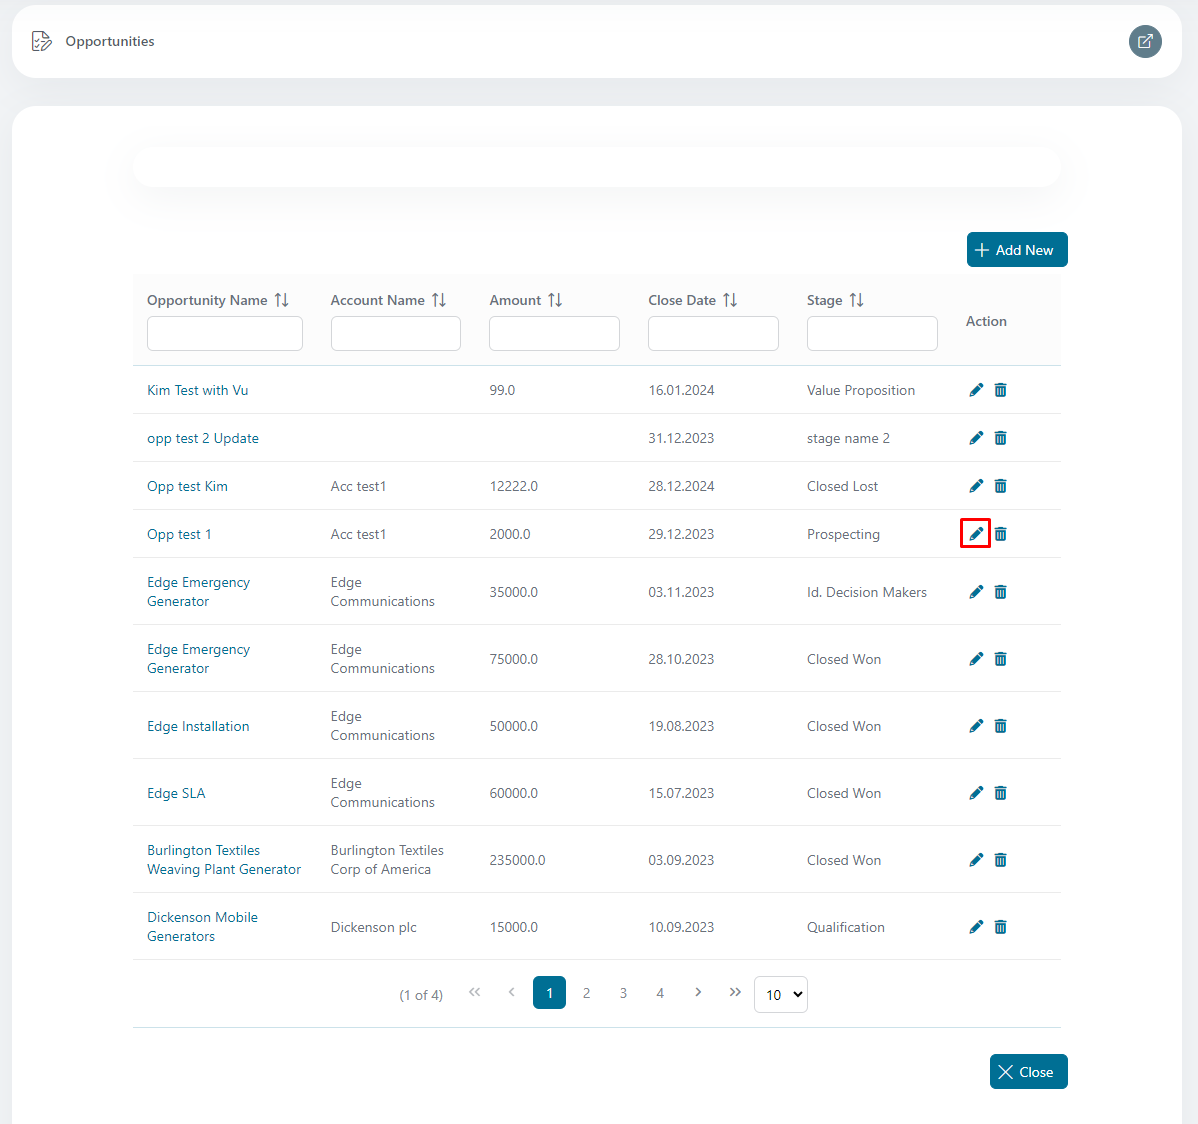 Opportunities
Add New
Opportunity Name Account Name Amount Close Date Stage Action
Kim Test with Vu 99.0 16.01.2024 Value Proposition
opp test 2 Update 31.12.2023 stage name 2
Opp test Kim Acc test1 12222.0 28.12.2024 Closed Lost
Opp test 1 Acc test1 2000.0 29.12.2023 Prospecting
Edge Emergency Generator Edge Communications 35000.0 03.11.2023 Id. Decision Makers
Edge Emergency Generator Edge Communications 75000.0 28.10.2023 Closed Won
Edge Installation Edge Communications 50000.0 19.08.2023 Closed Won
Edge SLA Edge Communications 60000.0 15.07.2023 Closed Won
Burlington Textiles Weaving Plant Generator Burlington Textiles Corp of America 235000.0 03.09.2023 Closed Won
Dickenson Mobile Generators Dickenson plc 15000.0 10.09.2023 Qualification
(1 of 4) 1 2 3 4 10
Close